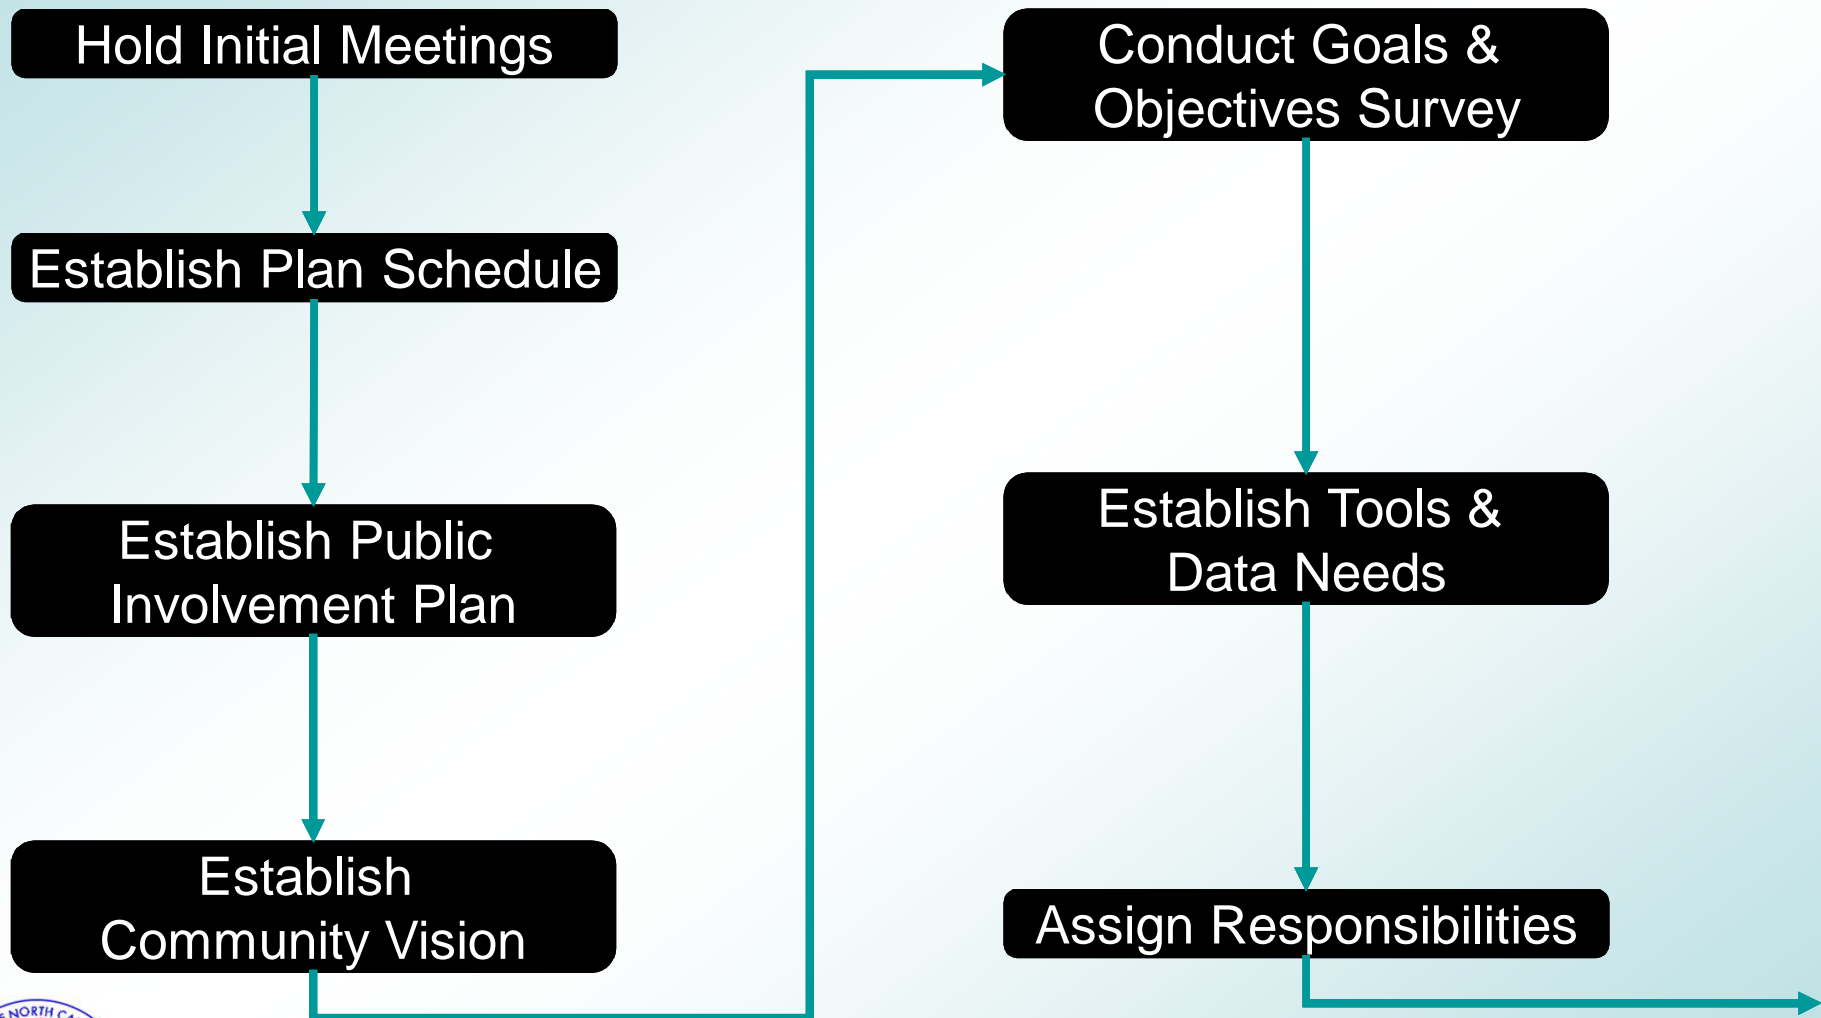 Hold Initial Meetings
Establish Plan Schedule
Establish Public
Involvement Plan
Establish
Community Vision
Conduct Goals &
Objectives Survey
Establish Tools &
Data Needs
Assign Responsibilities
NORTH